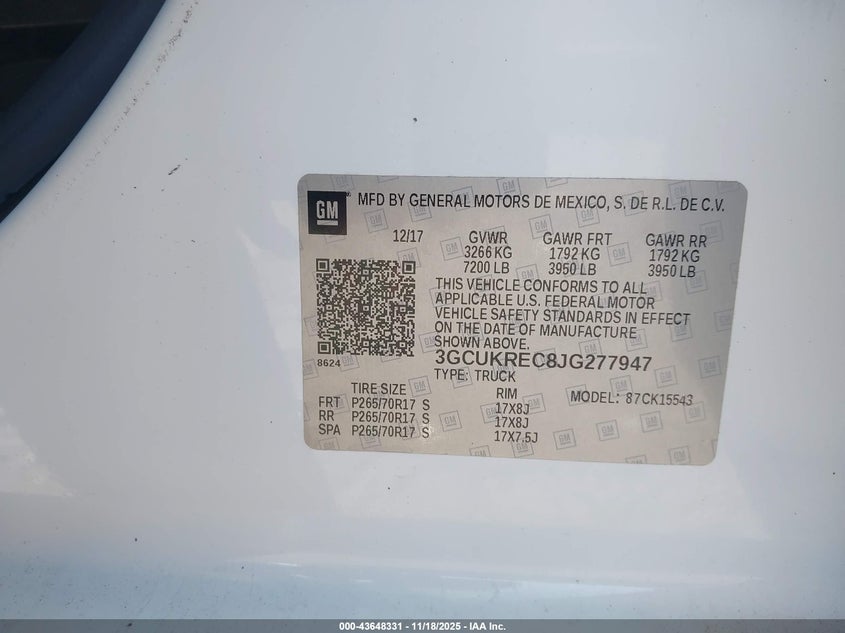 GM
MFD BY GENERAL MOTORS DE MEXICO, S. DE R.L. DE C.V.
12/17 GVWR GAWR FRT GAWR RR
3266 KG 1792 KG 1792 KG
7200 LB 3950 LB 3950 LB
THIS VEHICLE CONFORMS TO ALL
APPLICABLE U.S. FEDERAL MOTOR
VEHICLE SAFETY STANDARDS IN EFFECT
ON THE DATE OF MANUFACTURE
SHOWN ABOVE.
8624
3GCUKREC8JG277947
TYPE: TRUCK
TIRE SIZE RIM MODEL: 87CK15543
FRT P265/70R17 S 17X8J
RR P265/70R17 S 17X8J
SPA P265/70R17 S 17X7.5J
000-43648331 - 11/18/2025 - IAA Inc.